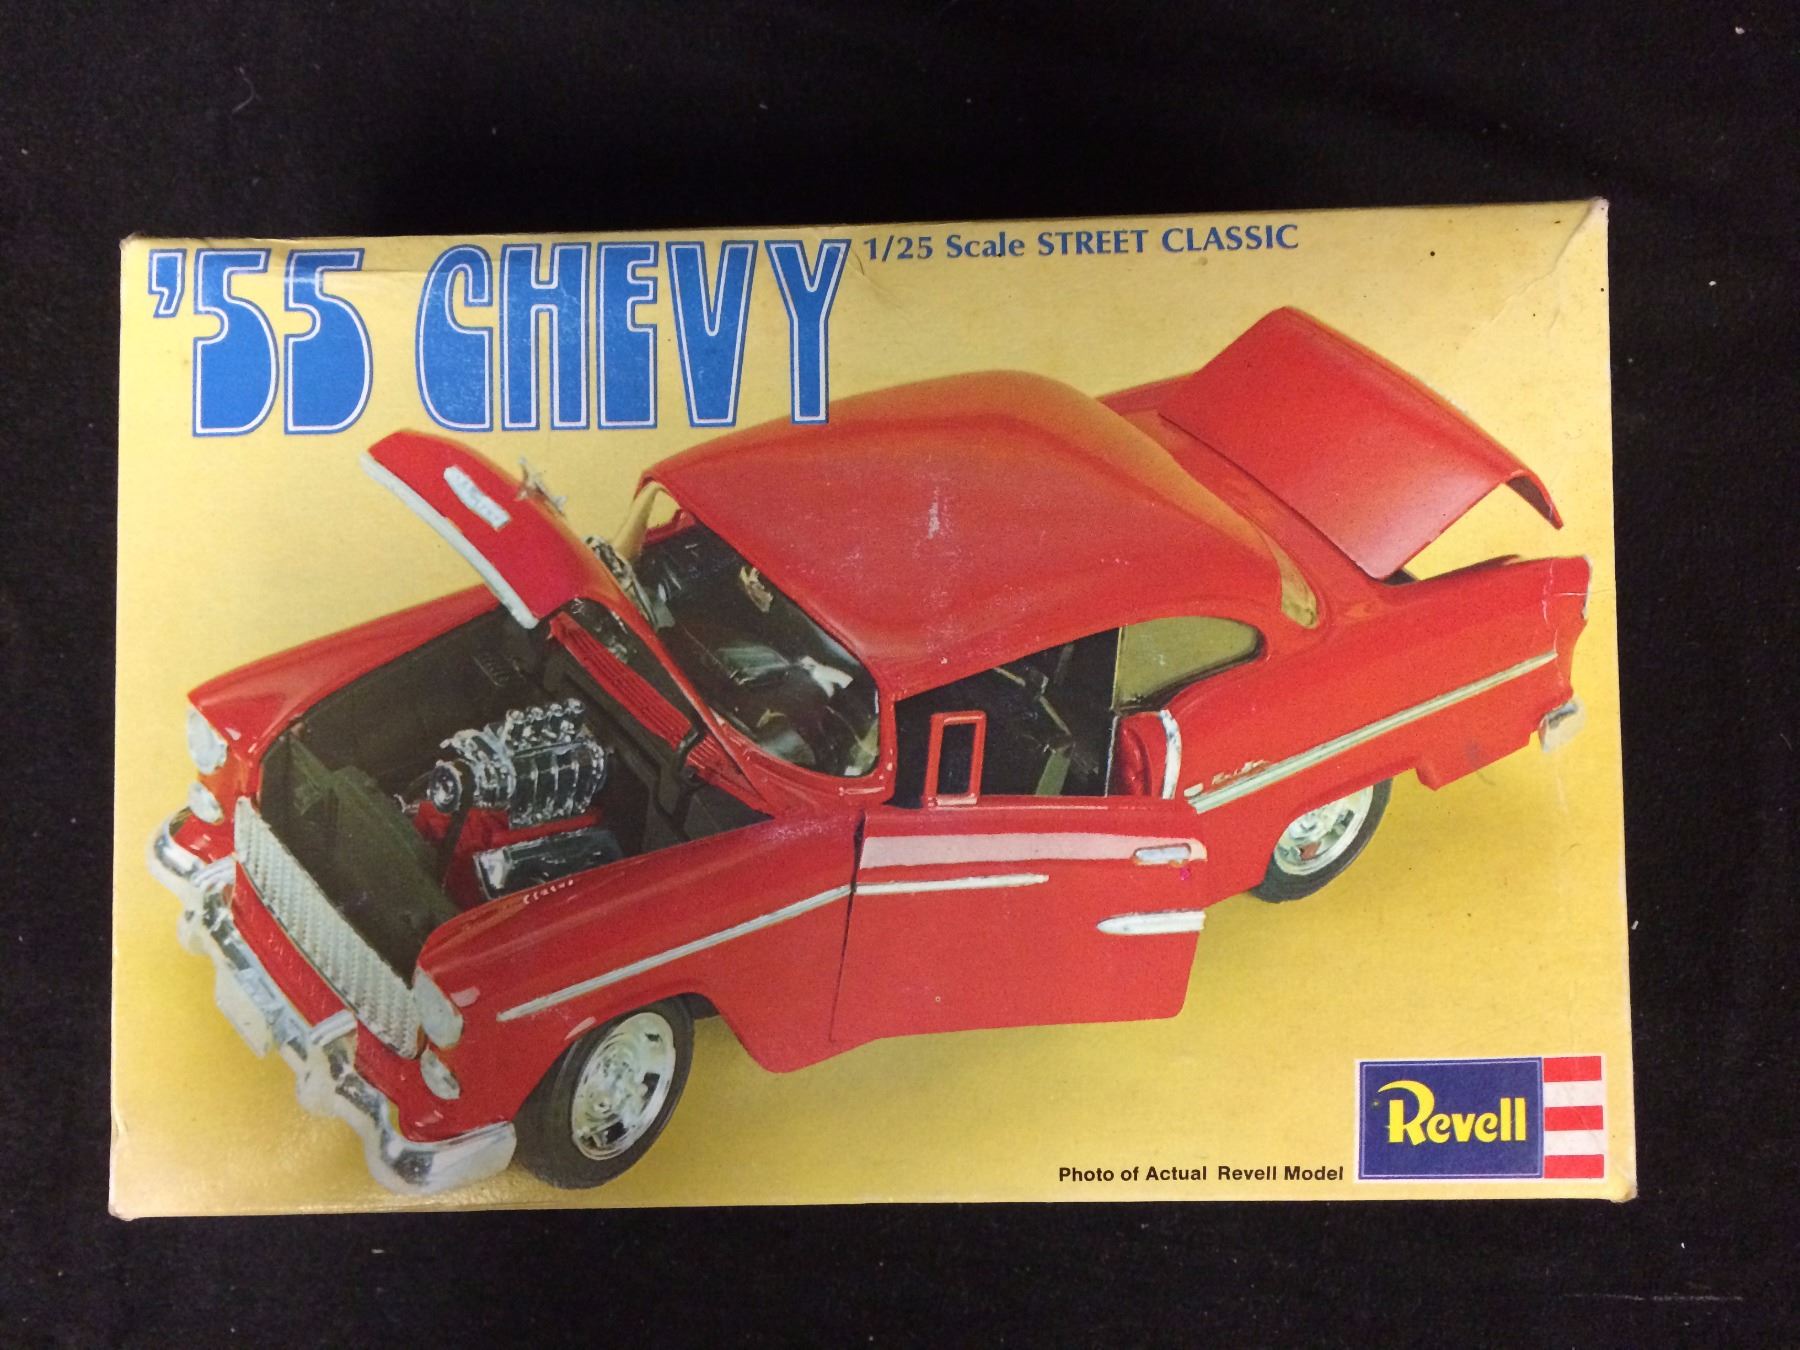 '55 CHEVY
1/25 Scale STREET CLASSIC
Photo of Actual Revell Model
Revell